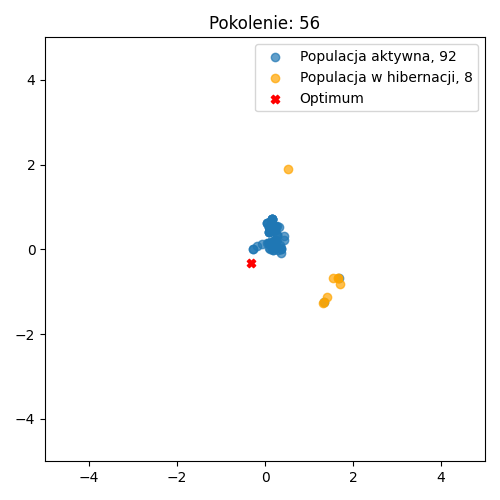 Pokolenie: 56
Populacja aktywna, 92
Populacja w hibernacji, 8
Optimum
4
2
0
−2
−4
−4 −2 0 2 4